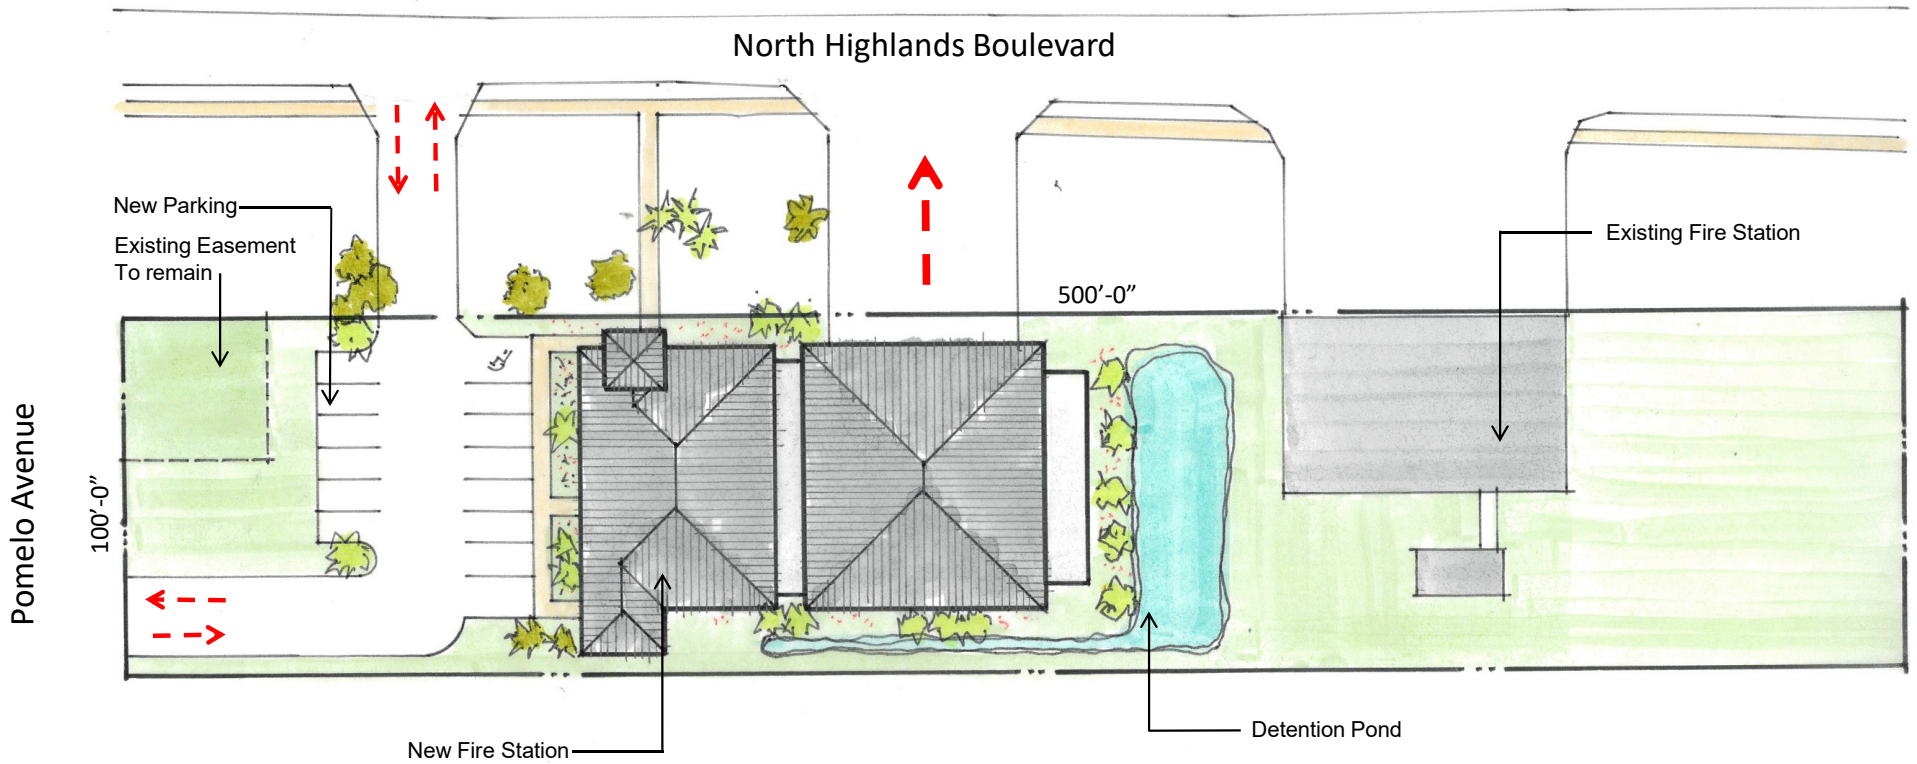 North Highlands Boulevard
New Parking
Existing Easement
To remain
Existing Fire Station
500’-0”
Pomelo Avenue
100’-0”
Detention Pond
New Fire Station